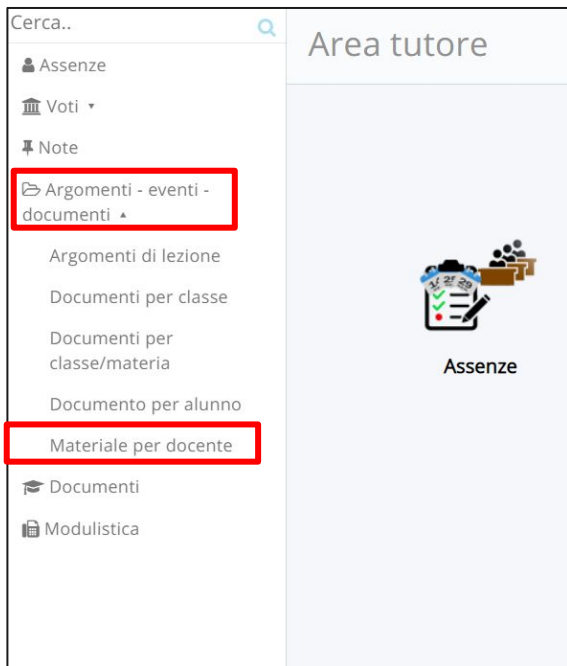 Cerca..
Assenze
Voti ▾
Note
Argomenti - eventi -
documenti ▴
Argomenti di lezione
Documenti per classe
Documenti per
classe/materia
Documento per alunno
Materiale per docente
Documenti
Modulistica
Area tutore
Assenze